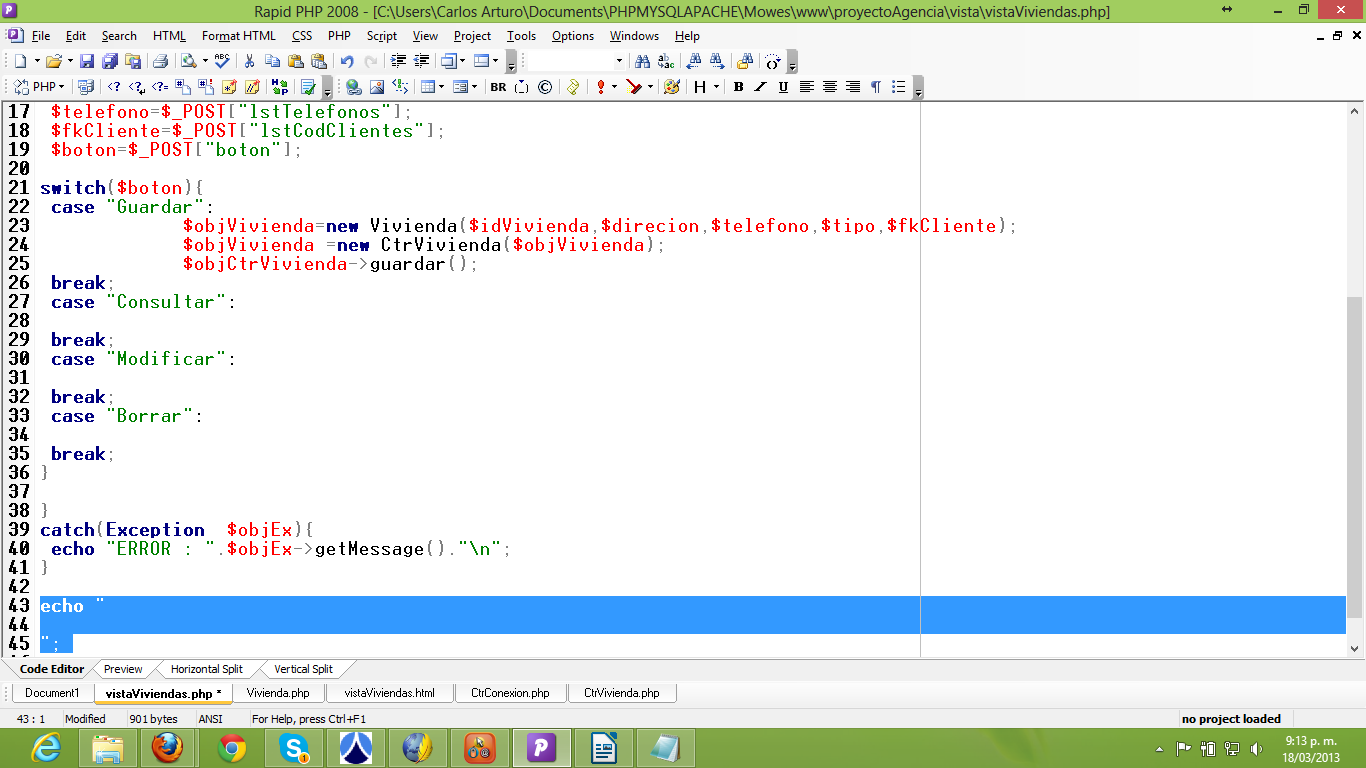 Rapid PHP 2008 - [C:\Users\Carlos Arturo\Documents\PHPMYSQLAPACHE\Mowes\www\proyectoAgencia\vista\vistaViviendas.php]
File Edit Search HTML Format HTML CSS PHP Script View Project Tools Options Windows Help
PHP BR H B I U
17 $telefono=$_POST["lstTelefonos"];
18 $fkCliente=$_POST["lstCodClientes"];
19 $boton=$_POST["boton"];
20
21 switch($boton){
22 case "Guardar":
23 $objVivienda=new Vivienda($idVivienda,$direcion,$telefono,$tipo,$fkCliente);
24 $objVivienda =new CtrVivienda($objVivienda);
25 $objCtrVivienda->guardar();
26 break;
27 case "Consultar":
28
29 break;
30 case "Modificar":
31
32 break;
33 case "Borrar":
34
35 break;
36 }
37
38 }
39 catch(Exception $objEx){
40 echo "ERROR : ".$objEx->getMessage()."\n";
41 }
42
43 echo "
44
45 ";
Code Editor Preview Horizontal Split Vertical Split
Document1 vistaViviendas.php * Vivienda.php vistaViviendas.html CtrConexion.php CtrVivienda.php
43 : 1 Modified 901 bytes ANSI For Help, press Ctrl+F1 no project loaded
9:13 p. m.
18/03/2013